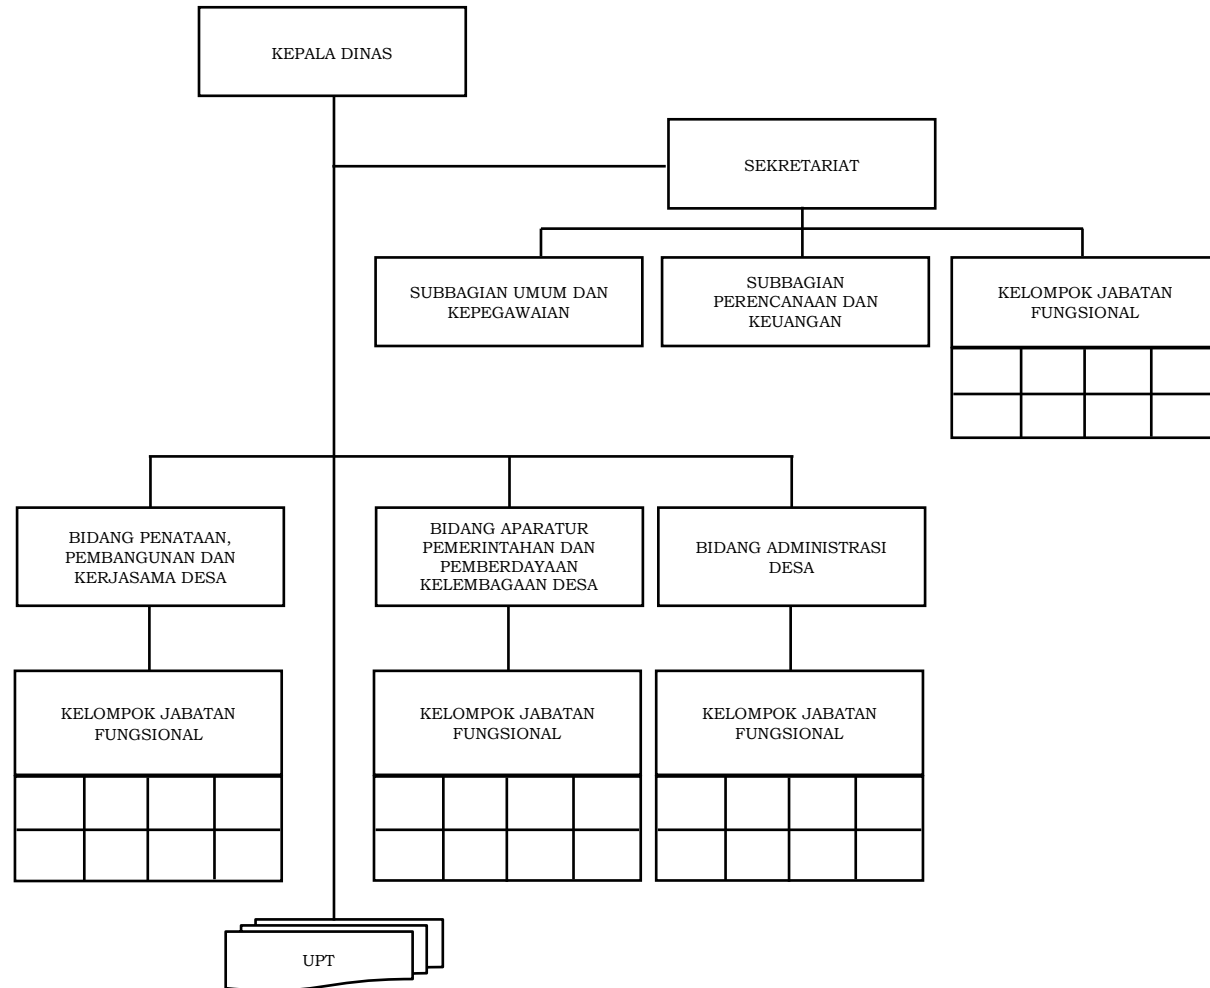 KEPALA DINAS
SEKRETARIAT
SUBBAGIAN UMUM DAN
KEPEGAWAIAN
SUBBAGIAN
PERENCANAAN DAN
KEUANGAN
KELOMPOK JABATAN
FUNGSIONAL
BIDANG PENATAAN,
PEMBANGUNAN DAN
KERJASAMA DESA
BIDANG APARATUR
PEMERINTAHAN DAN
PEMBERDAYAAN
KELEMBAGAAN DESA
BIDANG ADMINISTRASI
DESA
KELOMPOK JABATAN
FUNGSIONAL
KELOMPOK JABATAN
FUNGSIONAL
KELOMPOK JABATAN
FUNGSIONAL
UPT